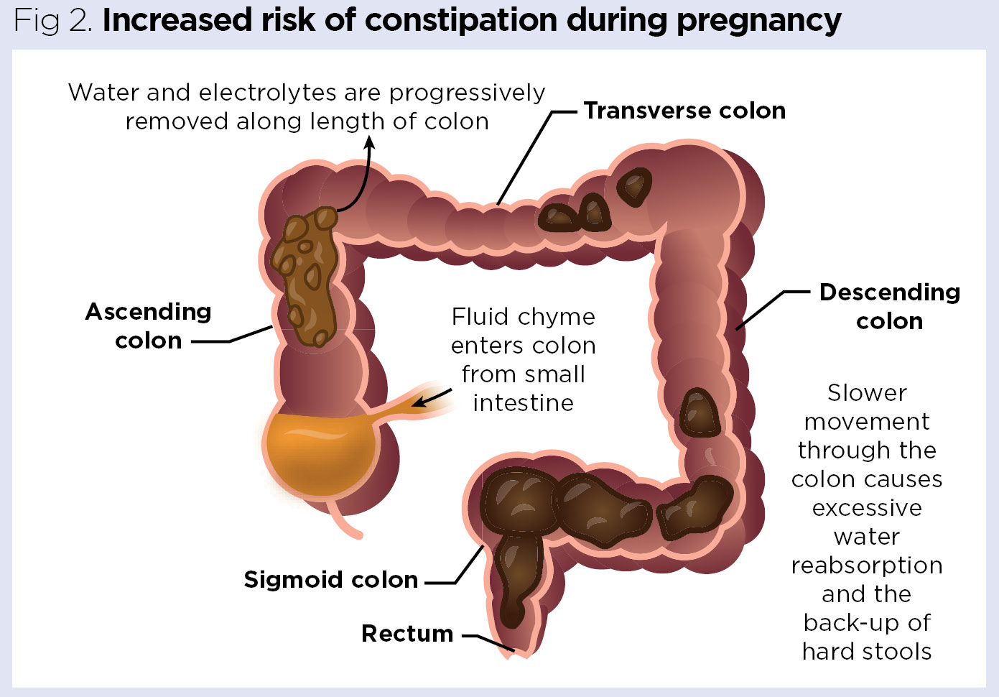 Fig 2. Increased risk of constipation during pregnancy
Water and electrolytes are progressively
removed along length of colon
Transverse colon
Ascending
colon
Fluid chyme
enters colon
from small
intestine
Descending
colon
Slower
movement
through the
colon causes
excessive
water
reabsorption
and the
back-up of
hard stools
Sigmoid colon
Rectum